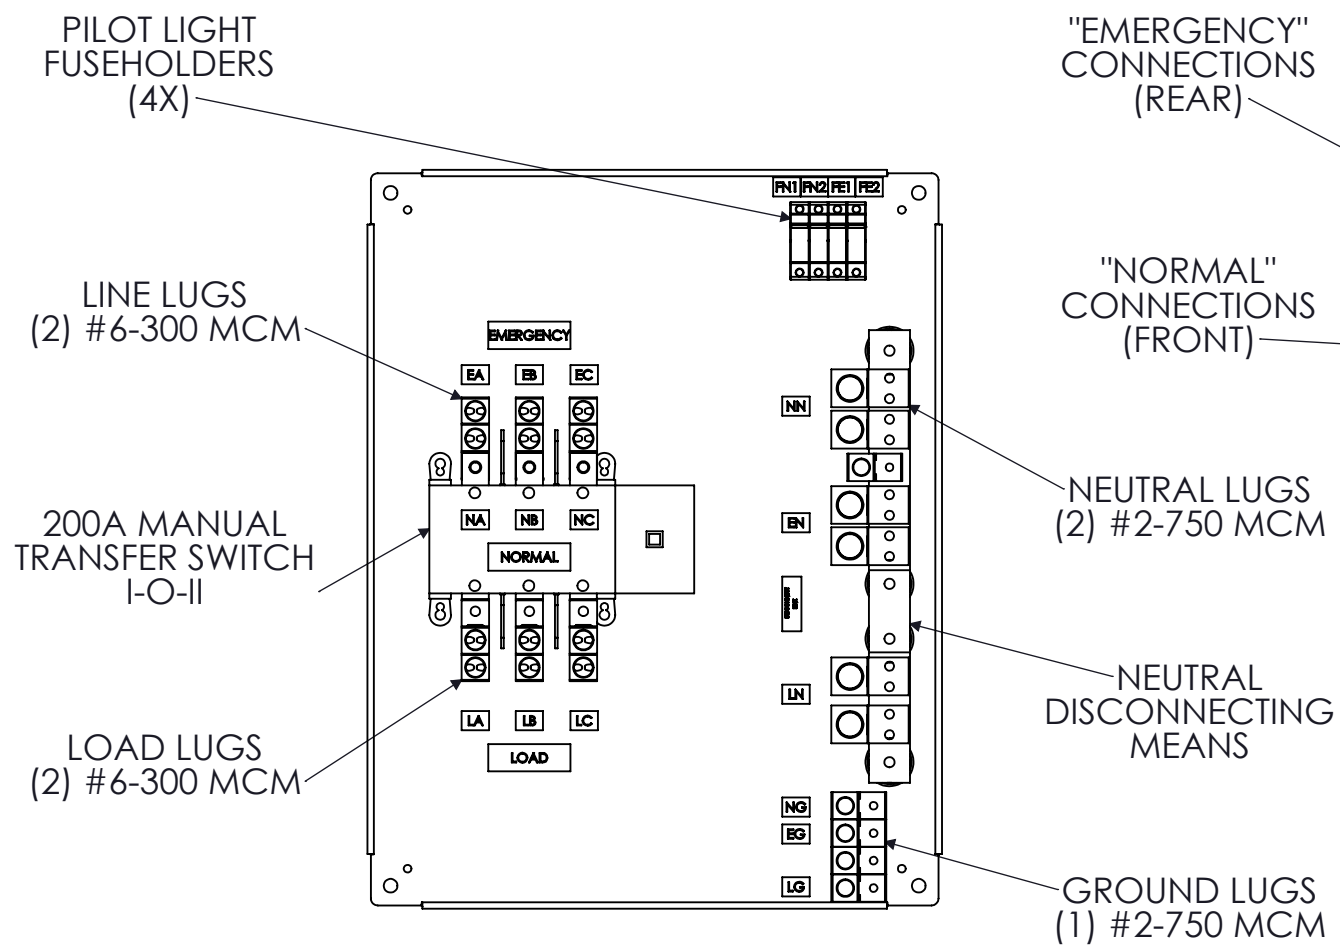 PILOT LIGHT
FUSEHOLDERS
(4X)
"EMERGENCY"
CONNECTIONS
(REAR)
FN1 FN2 FE1 FE2
LINE LUGS
(2) #6-300 MCM
"NORMAL"
CONNECTIONS
(FRONT)
EMERGENCY
EA EB EC
NN
200A MANUAL
TRANSFER SWITCH
I-O-II
NA NB NC
NORMAL
EN
NEUTRAL LUGS
(2) #2-750 MCM
LN
NEUTRAL
DISCONNECTING
MEANS
LA LB LC
LOAD
LOAD LUGS
(2) #6-300 MCM
NG
EG
LG
GROUND LUGS
(1) #2-750 MCM